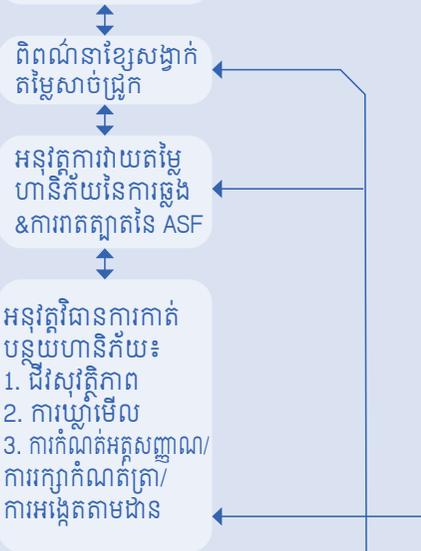 ពិពណ៌នាខ្សែសង្វាក់
តម្លៃសាច់ជ្រូក
អនុវត្តការវាយតម្លៃ
ហានិភ័យនៃការឆ្លង
&ការរាតត្បាតនៃ ASF
អនុវត្តវិធានការកាត់
បន្ថយហានិភ័យ៖
1. ជីវសុវត្ថិភាព
2. ការឃ្លាំមើល
3. ការកំណត់អត្តសញ្ញាណ/
ការរក្សាកំណត់ត្រា/
ការអង្កេតតាមដាន